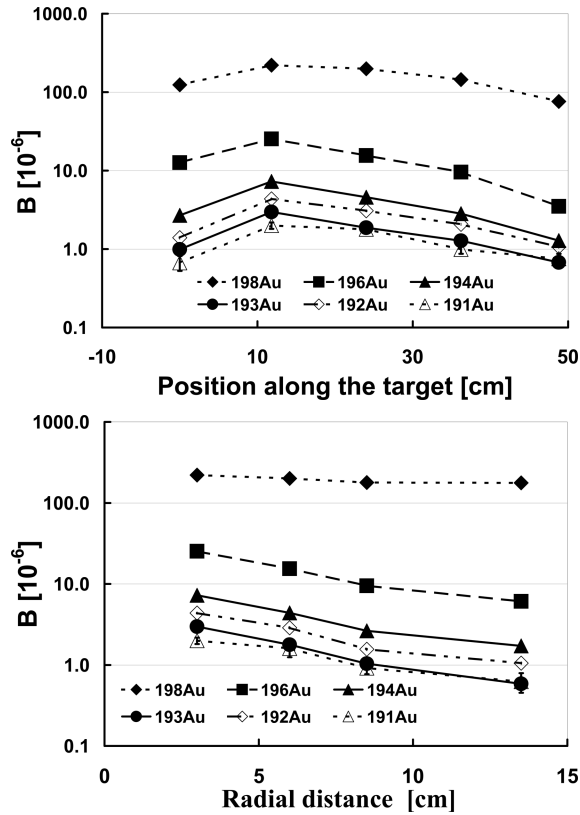 1000.0
100.0
10.0
1.0
0.1
B [10-6]
198Au 196Au 194Au
193Au 192Au 191Au
-10 10 30 50
Position along the target [cm]
1000.0
100.0
10.0
1.0
0.1
B [10-6]
198Au 196Au 194Au
193Au 192Au 191Au
0 5 10 15
Radial distance [cm]